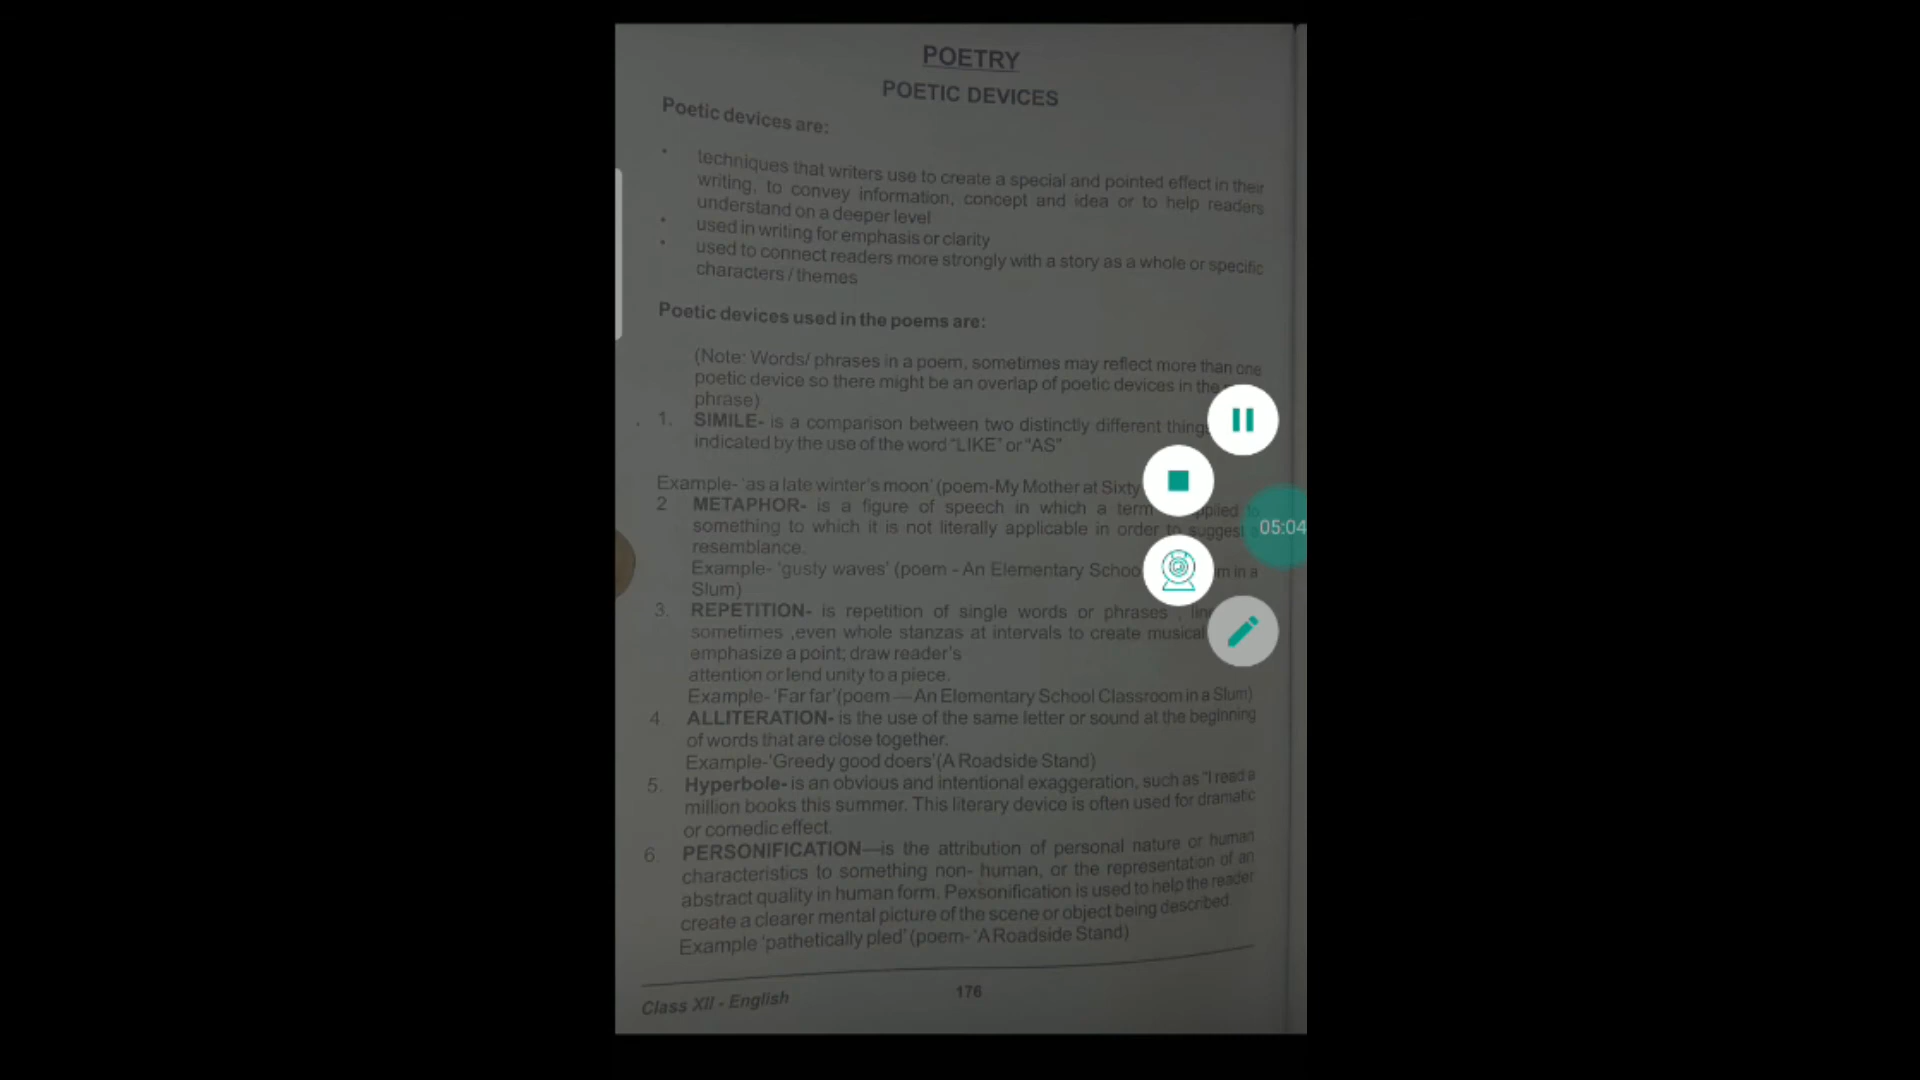 POETRY
POETIC DEVICES
Poetic devices are:
• techniques that writers use to create a special and pointed effect in their
writing, to convey information, concept and idea or to help readers
understand on a deeper level
• used in writing for emphasis or clarity
• used to connect readers more strongly with a story as a whole or specific
characters / themes
Poetic devices used in the poems are:
(Note: Words/ phrases in a poem, sometimes may reflect more than one
poetic device so there might be an overlap of poetic devices in the
phrase)
1. SIMILE- is a comparison between two distinctly different
indicated by the use of the word “LIKE” or “AS”
Example- ‘as a late winter’s moon’ (poem-My Mother at Sixty
2 METAPHOR- is a figure of speech in which a term
something to which it is not literally applicable in order to suggest
resemblance.
Example- ‘gusty waves’ (poem - An Elementary in a
Slum)
3. REPETITION- is repetition of single words or phrases ,
sometimes ,even whole stanzas at intervals to create musical
emphasize a point; draw reader’s
attention or lend unity to a piece.
Example- ‘Far far’(poem — An Elementary School Classroom in a Slum)
4. ALLITERATION- is the use of the same letter or sound at the beginning
of words that are close together.
Example-‘Greedy good doers’(A Roadside Stand)
5. Hyperbole- is an obvious and intentional exaggeration, such as “I read a
million books this summer. This literary device is often used for dramatic
or comedic effect.
6. PERSONIFICATION—is the attribution of personal nature or human
characteristics to something non- human, or the representation of an
abstract quality in human form. Pexsonification is used to help the reader
create a clearer mental picture of the scene or object being described.
Example ‘pathetically pled’ (poem- ‘A Roadside Stand)
Class XII - English
176
05:04